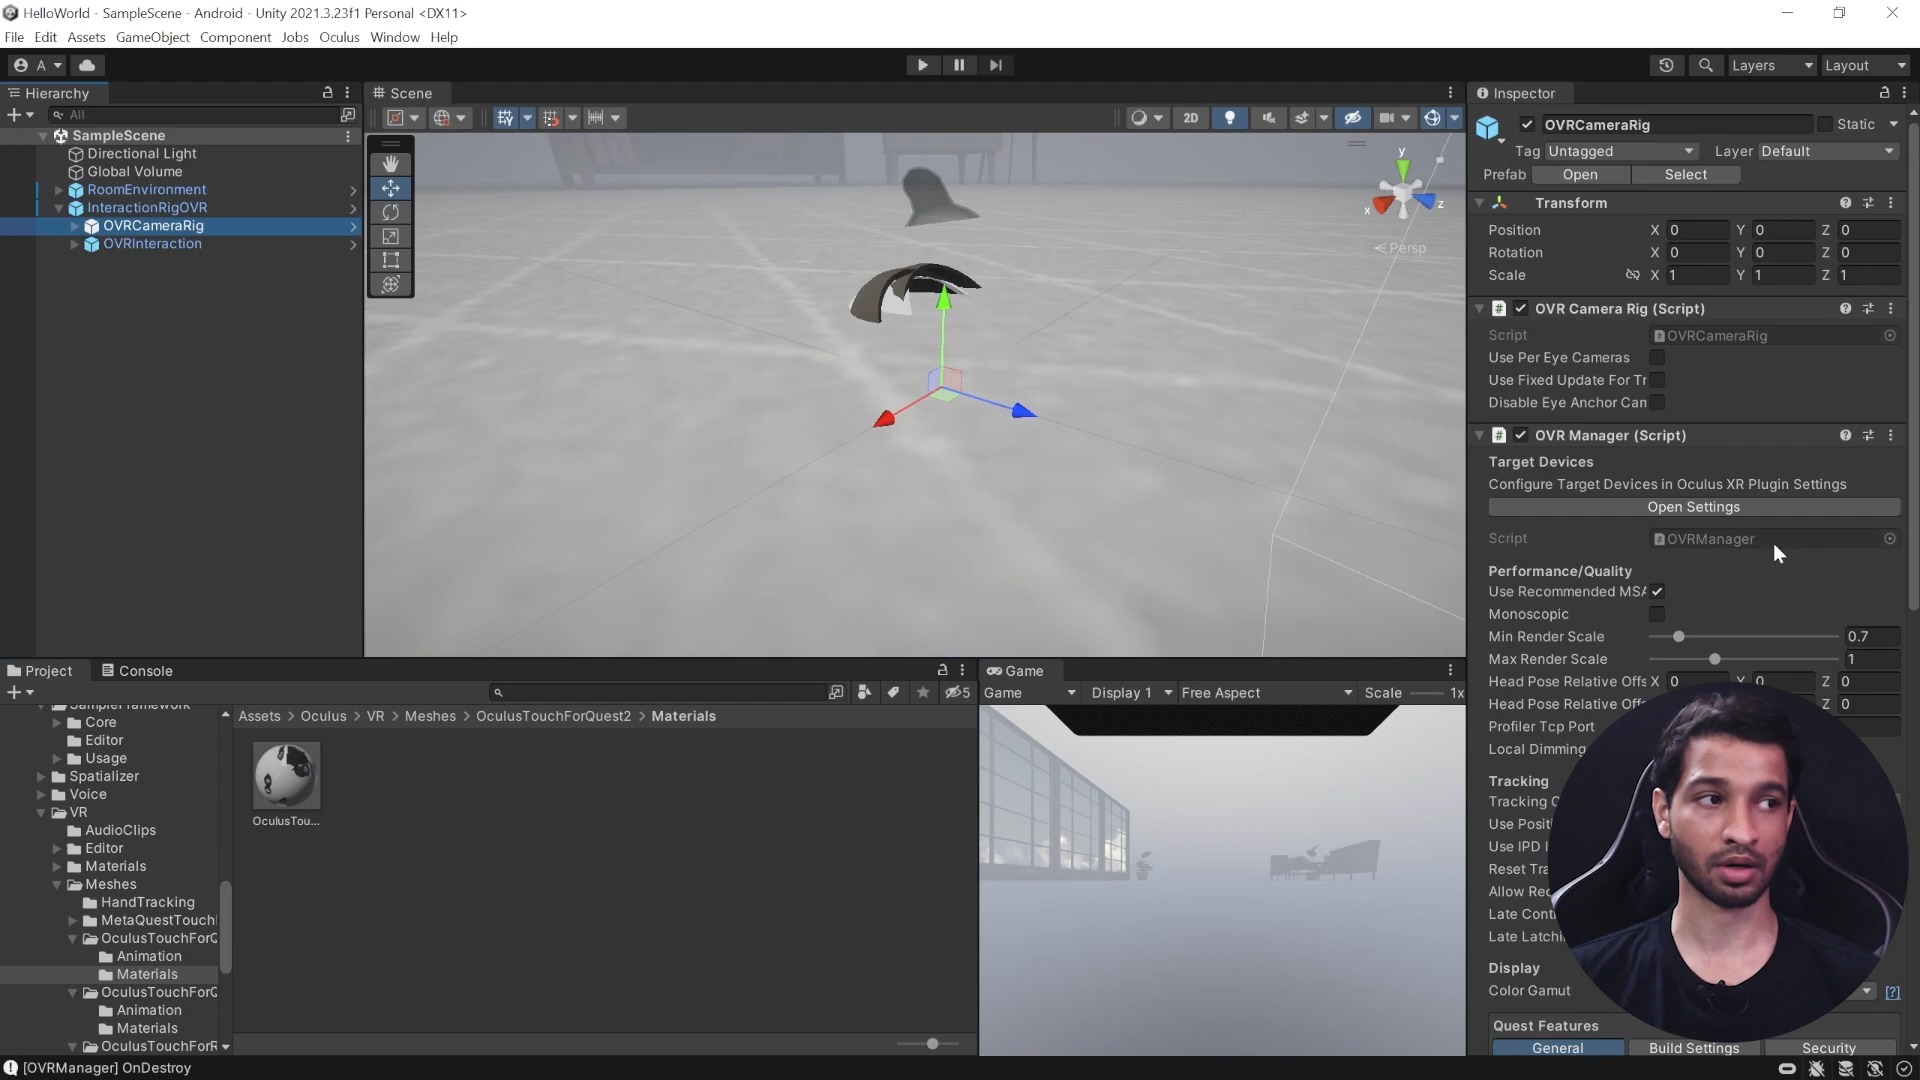 HelloWorld - SampleScene - Android - Unity 2021.3.23f1 Personal <DX11>
File Edit Assets GameObject Component Jobs Oculus Window Help
A
Layers
Layout
Hierarchy
All
SampleScene
Directional Light
Global Volume
RoomEnvironment
InteractionRigOVR
OVRCameraRig
OVRInteraction
Scene
2D
y
x
z
Persp
Inspector
OVRCameraRig
Static
Tag Untagged
Layer Default
Prefab Open Select
Transform
Position X 0 Y 0 Z 0
Rotation X 0 Y 0 Z 0
Scale X 1 Y 1 Z 1
OVR Camera Rig (Script)
Script OVRCameraRig
Use Per Eye Cameras
Use Fixed Update For Tr
Disable Eye Anchor Can
OVR Manager (Script)
Target Devices
Configure Target Devices in Oculus XR Plugin Settings
Open Settings
Script OVRManager
Performance/Quality
Use Recommended MSA
Monoscopic
Min Render Scale 0.7
Max Render Scale 1
Head Pose Relative Offs X 0 Y 0 Z 0
Head Pose Relative Offs Z 0
Profiler Tcp Port
Local Dimming
Tracking
Tracking O
Use Positi
Use IPD I
Reset Tra
Allow Rec
Late Cont
Late Latchi
Display
Color Gamut [?]
Quest Features
General Build Settings Security
Project Console
5
SampleFramework
Core
Editor
Usage
Spatializer
Voice
VR
AudioClips
Editor
Materials
Meshes
HandTracking
MetaQuestTouch
OculusTouchForQ
Animation
Materials
OculusTouchForQ
Animation
Materials
OculusTouchForR
Assets > Oculus > VR > Meshes > OculusTouchForQuest2 > Materials
OculusTou...
Game
Game Display 1 Free Aspect Scale 1x
[OVRManager] OnDestroy